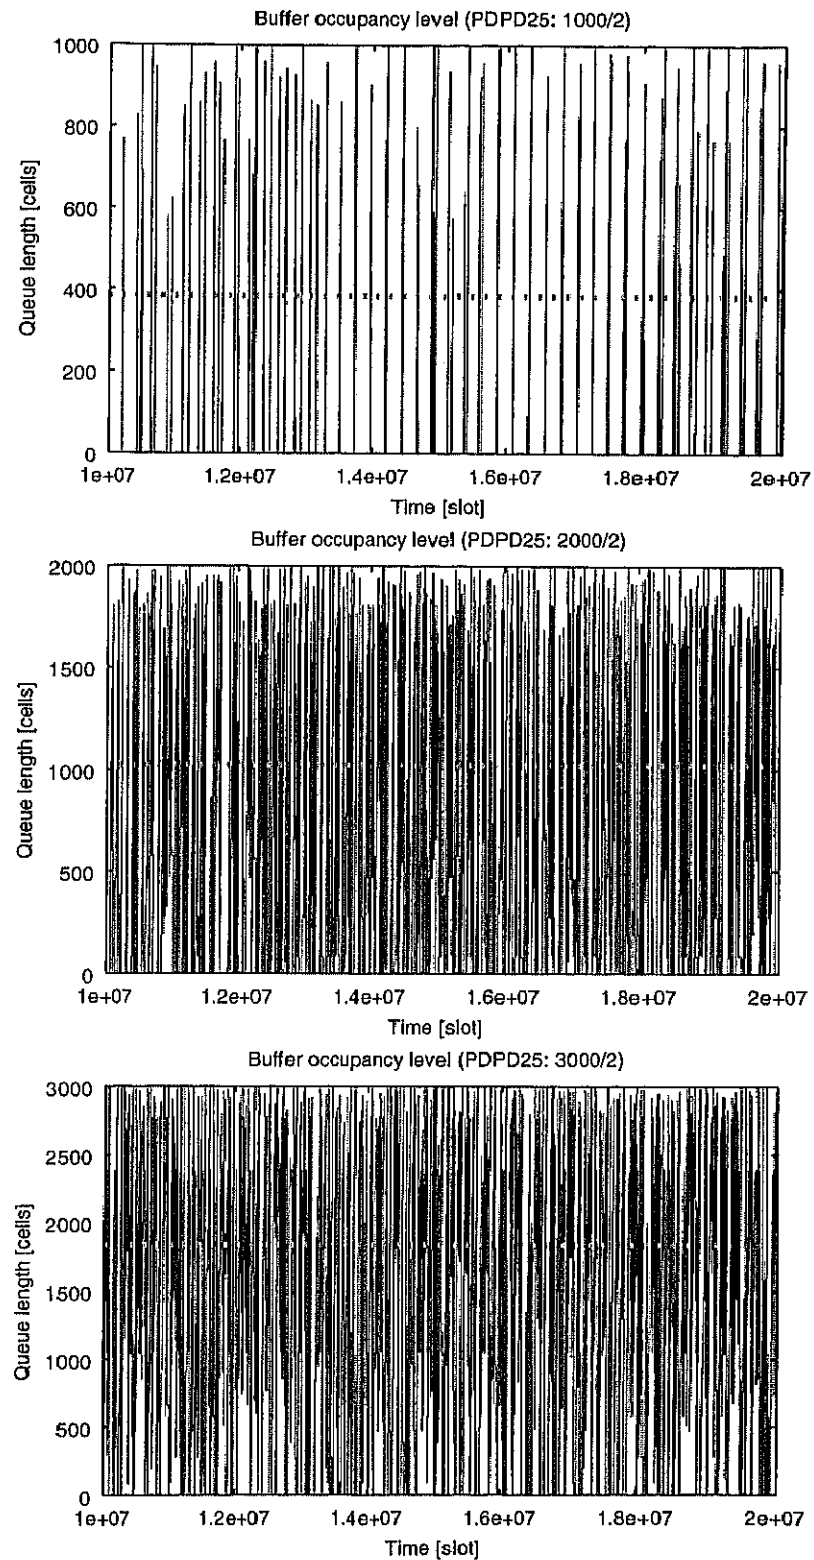 Buffer occupancy level (PDPD25: 1000/2)
1000
800
600
400
200
0
Queue length [cells]
1e+07 1.2e+07 1.4e+07 1.6e+07 1.8e+07 2e+07
Time [slot]
Buffer occupancy level (PDPD25: 2000/2)
2000
1500
1000
500
0
Queue length [cells]
1e+07 1.2e+07 1.4e+07 1.6e+07 1.8e+07 2e+07
Time [slot]
Buffer occupancy level (PDPD25: 3000/2)
3000
2500
2000
1500
1000
500
0
Queue length [cells]
1e+07 1.2e+07 1.4e+07 1.6e+07 1.8e+07 2e+07
Time [slot]